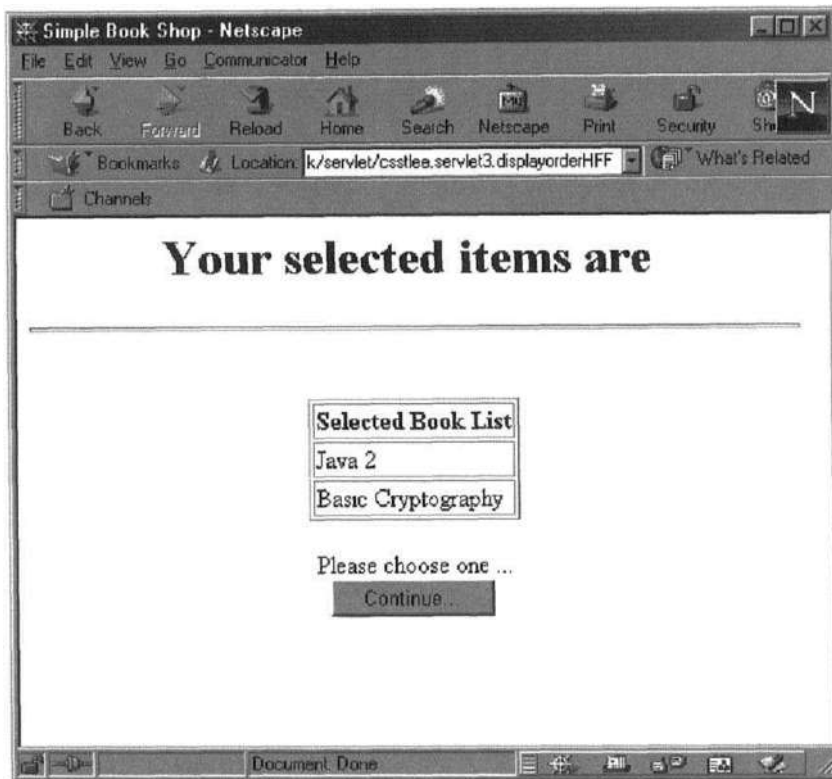 Simple Book Shop - Netscape
File Edit View Go Communicator Help
Back Forward Reload Home Search Netscape Print Security
Bookmarks Location: k/servlet/csstlee.servlet3.displayorderHFF What's Related
Channels
Your selected items are
Selected Book List
Java 2
Basic Cryptography
Please choose one ...
Continue...
Document: Done